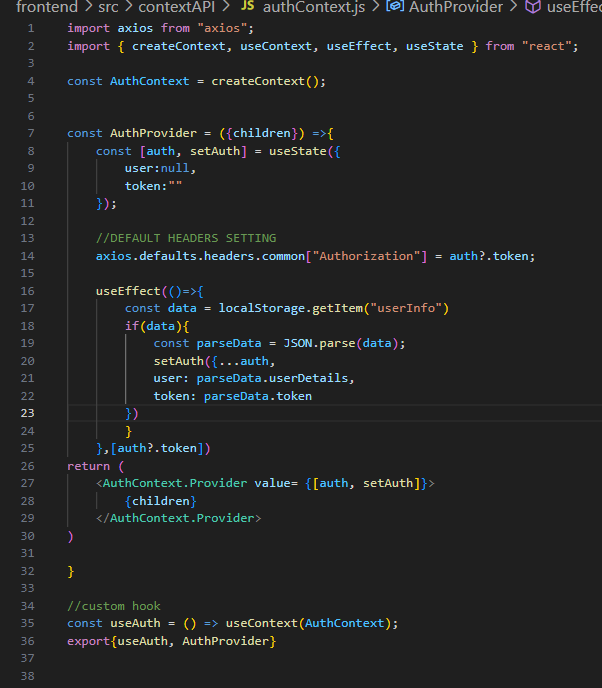 frontend > src > contextAPI > JS authContext.js > AuthProvider > useEffec
1 import axios from "axios";
2 import { createContext, useContext, useEffect, useState } from "react";
3
4 const AuthContext = createContext();
5
6
7 const AuthProvider = ({children}) =>{
8     const [auth, setAuth] = useState({
9         user:null,
10         token:""
11     });
12
13     //DEFAULT HEADERS SETTING
14     axios.defaults.headers.common["Authorization"] = auth?.token;
15
16     useEffect(()=>{
17         const data = localStorage.getItem("userInfo")
18         if(data){
19             const parseData = JSON.parse(data);
20             setAuth({...auth,
21             user: parseData.userDetails,
22             token: parseData.token
23         })
24         }
25     },[auth?.token])
26 return (
27     <AuthContext.Provider value= {[auth, setAuth]}>
28         {children}
29     </AuthContext.Provider>
30 )
31
32 }
33
34 //custom hook
35 const useAuth = () => useContext(AuthContext);
36 export{useAuth, AuthProvider}
37
38